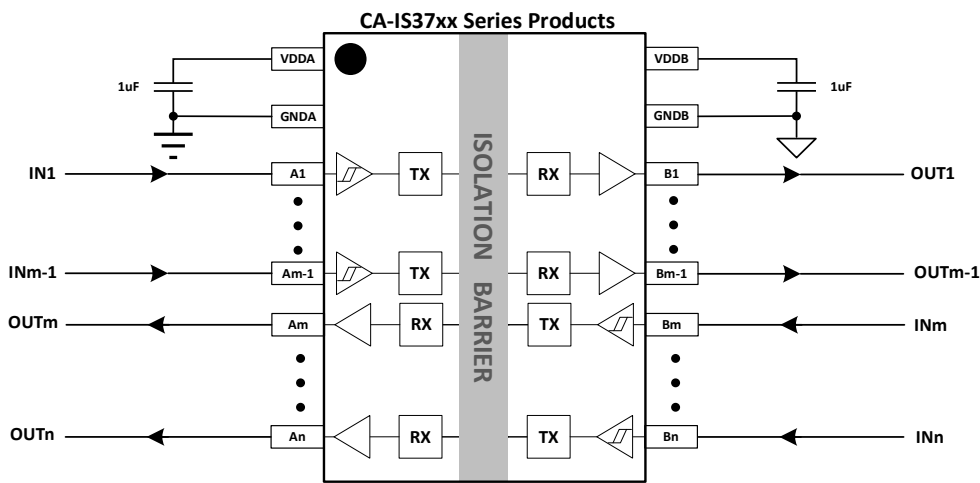 CA-IS37xx Series Products
VDDA
VDDB
1uF
1uF
GNDA
GNDB
ISOLATION BARRIER
IN1
A1
TX
RX
B1
OUT1
INm-1
Am-1
TX
RX
Bm-1
OUTm-1
OUTm
Am
RX
TX
Bm
INm
OUTn
An
RX
TX
Bn
INn